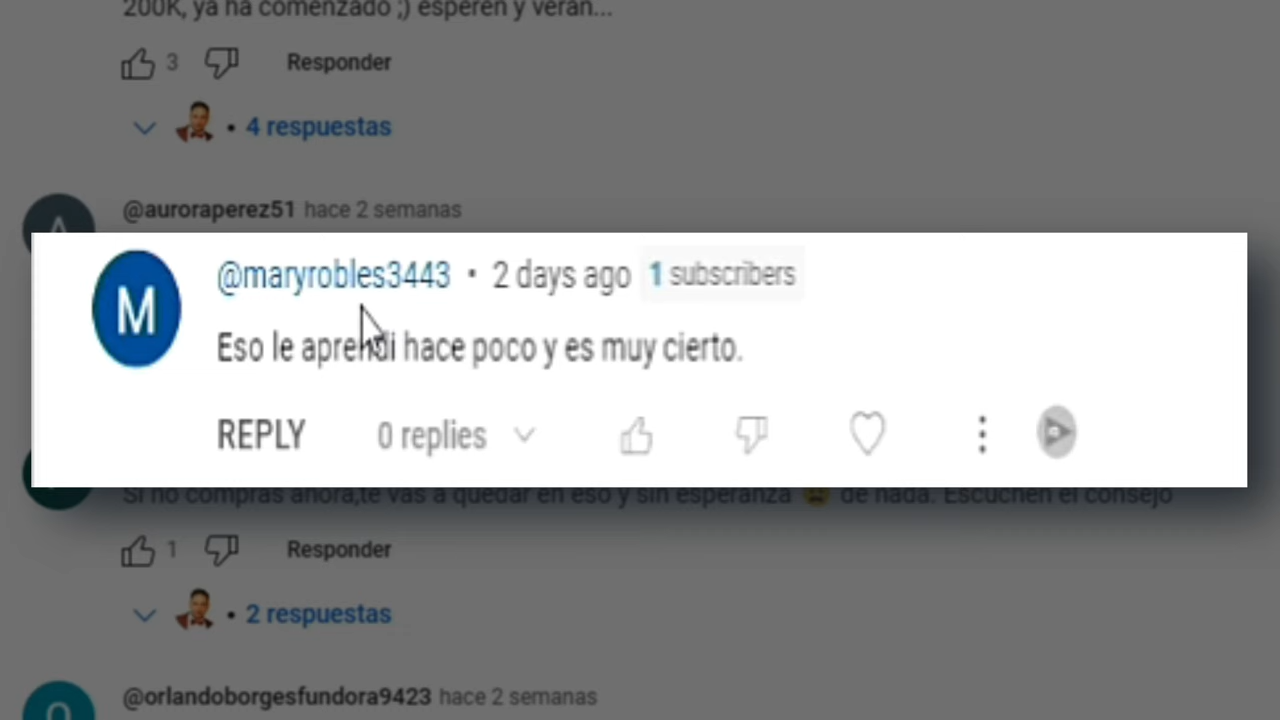 200K, ya ha comenzado ;) esperen y verán...
3 Responder
• 4 respuestas
@auroraperez51 hace 2 semanas
A
M
@maryrobles3443 • 2 days ago 1 subscribers
Eso le aprendi hace poco y es muy cierto.
REPLY 0 replies
Si no compras ahora,te vas a quedar en eso y sin esperanza 😩 de nada. Escuchen el consejo
1 Responder
• 2 respuestas
@orlandoborgesfundora9423 hace 2 semanas
O